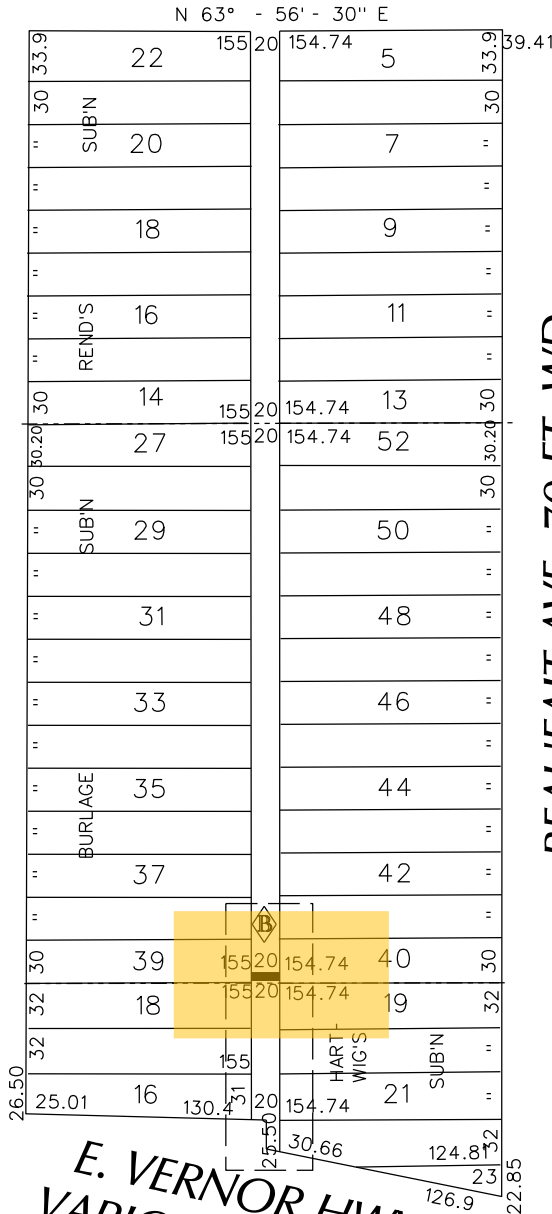 N 63° - 56' - 30" E
33.9 22 155 20 154.74 5 33.9 39.41
30 SUB'N 30
= 20 7 =
= =
= 18 9 =
= =
= REND'S 16 11 =
= =
30 14 155 20 154.74 13 30
30.20 27 155 20 154.74 52 30.20
30 30
= SUB'N 29 50 =
= =
= 31 48 =
= =
= 33 46 =
= =
= BURLAGE 35 44 =
= =
= 37 42 =
= B =
30 39 155 20 154.74 40 30
32 18 155 20 154.74 19 32
32 155 HART-WIG'S SUB'N =
26.50 25.01 16 130.4 31 20 154.74 21 =
25.50 30.66 124.81 32
126.9 23 22.85
E. VERNOR HWY